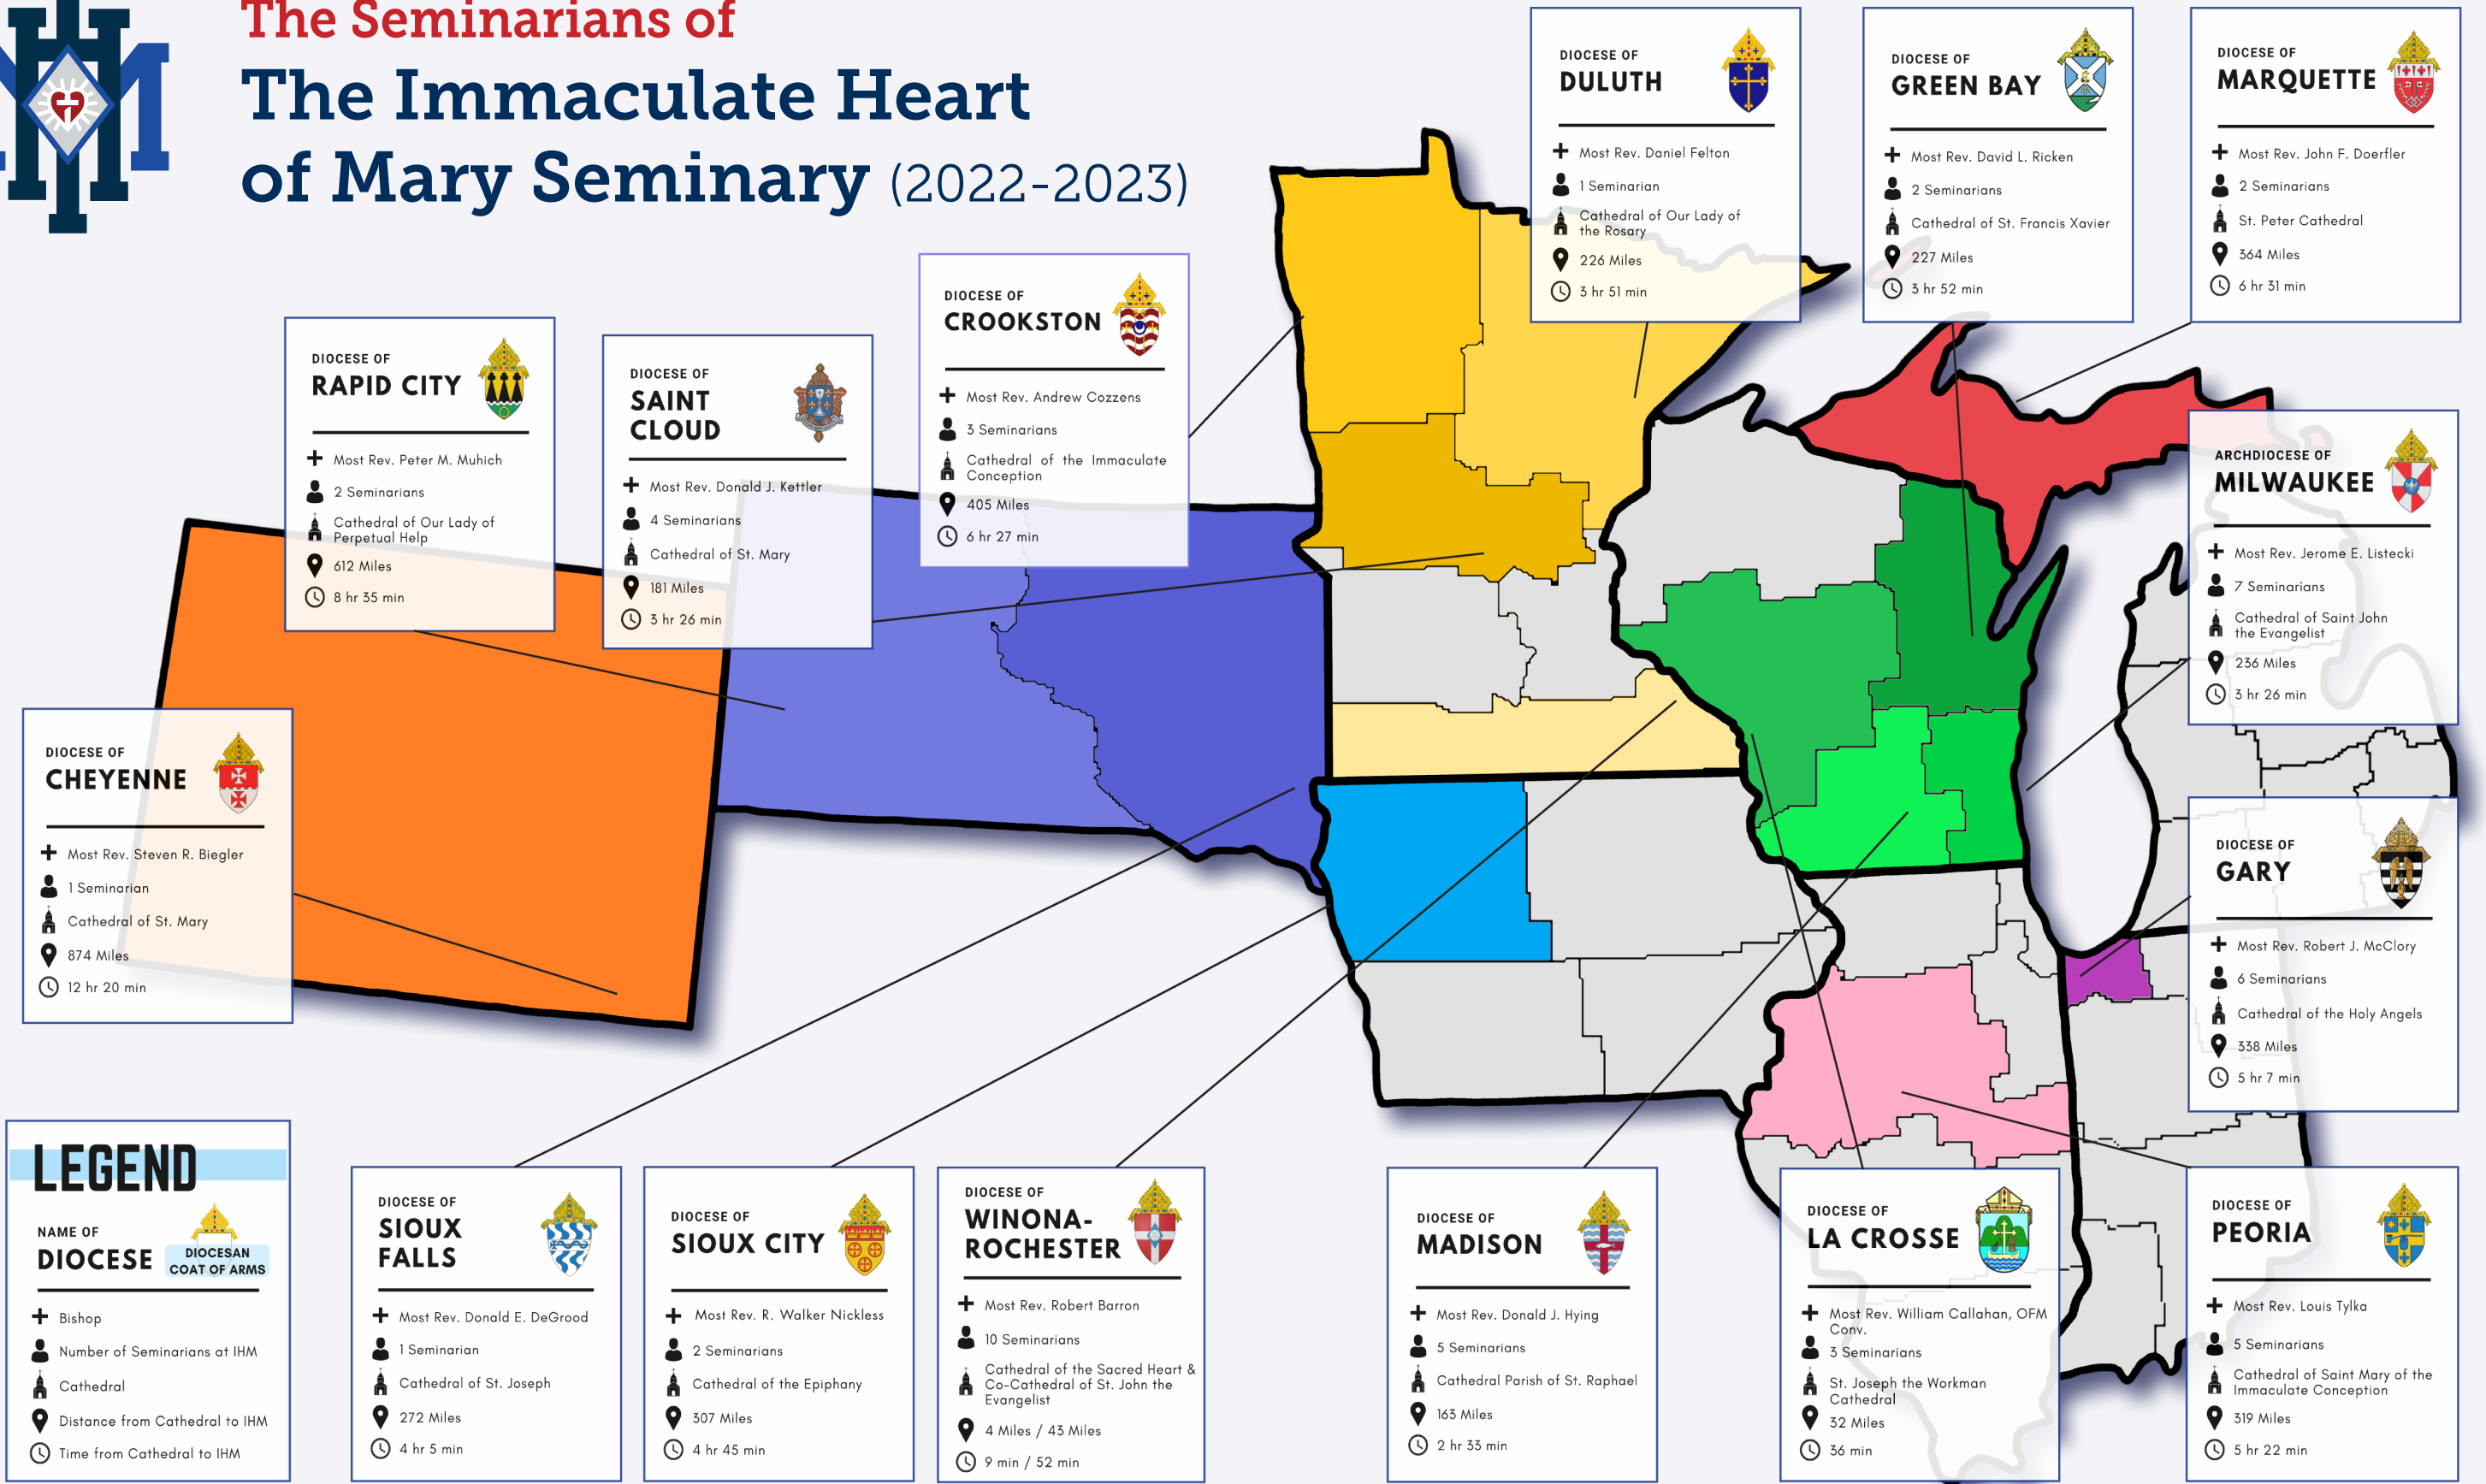 The Seminarians of
The Immaculate Heart
of Mary Seminary (2022-2023)
IHM
DIOCESE OF
DULUTH
Most Rev. Daniel Felton
1 Seminarian
Cathedral of Our Lady of
the Rosary
226 Miles
3 hr 51 min
DIOCESE OF
GREEN BAY
Most Rev. David L. Ricken
2 Seminarians
Cathedral of St. Francis Xavier
227 Miles
3 hr 52 min
DIOCESE OF
MARQUETTE
Most Rev. John F. Doerfler
2 Seminarians
St. Peter Cathedral
364 Miles
6 hr 31 min
DIOCESE OF
CROOKSTON
Most Rev. Andrew Cozzens
3 Seminarians
Cathedral of the Immaculate
Conception
405 Miles
6 hr 27 min
DIOCESE OF
RAPID CITY
Most Rev. Peter M. Muhich
2 Seminarians
Cathedral of Our Lady of
Perpetual Help
612 Miles
8 hr 35 min
DIOCESE OF
SAINT
CLOUD
Most Rev. Donald J. Kettler
4 Seminarians
Cathedral of St. Mary
181 Miles
3 hr 26 min
ARCHDIOCESE OF
MILWAUKEE
Most Rev. Jerome E. Listecki
7 Seminarians
Cathedral of Saint John
the Evangelist
236 Miles
3 hr 26 min
DIOCESE OF
CHEYENNE
Most Rev. Steven R. Biegler
1 Seminarian
Cathedral of St. Mary
874 Miles
12 hr 20 min
DIOCESE OF
GARY
Most Rev. Robert J. McClory
6 Seminarians
Cathedral of the Holy Angels
338 Miles
5 hr 7 min
LEGEND
NAME OF
DIOCESE
DIOCESAN
COAT OF ARMS
Bishop
Number of Seminarians at IHM
Cathedral
Distance from Cathedral to IHM
Time from Cathedral to IHM
DIOCESE OF
SIOUX
FALLS
Most Rev. Donald E. DeGrood
1 Seminarian
Cathedral of St. Joseph
272 Miles
4 hr 5 min
DIOCESE OF
SIOUX CITY
Most Rev. R. Walker Nickless
2 Seminarians
Cathedral of the Epiphany
307 Miles
4 hr 45 min
DIOCESE OF
WINONA-
ROCHESTER
Most Rev. Robert Barron
10 Seminarians
Cathedral of the Sacred Heart &
Co-Cathedral of St. John the
Evangelist
4 Miles / 43 Miles
9 min / 52 min
DIOCESE OF
MADISON
Most Rev. Donald J. Hying
5 Seminarians
Cathedral Parish of St. Raphael
163 Miles
2 hr 33 min
DIOCESE OF
LA CROSSE
Most Rev. William Callahan, OFM
Conv.
3 Seminarians
St. Joseph the Workman
Cathedral
32 Miles
36 min
DIOCESE OF
PEORIA
Most Rev. Louis Tylka
5 Seminarians
Cathedral of Saint Mary of the
Immaculate Conception
319 Miles
5 hr 22 min